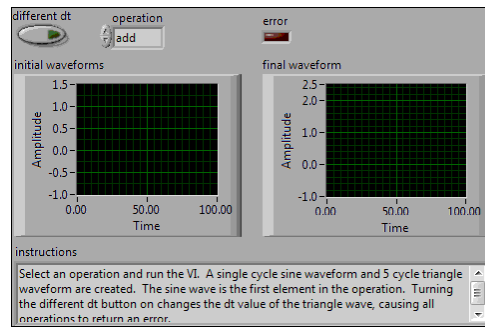 different dt
operation
add
error
initial waveforms
final waveform
Amplitude
1.5
1.0
0.5
0.0
-0.5
-1.0
0.00 50.00 100.00
Time
Amplitude
2.5
2.0
1.0
0.0
-1.0
0.00 50.00 100.00
Time
instructions
Select an operation and run the VI. A single cycle sine waveform and 5 cycle triangle
waveform are created. The sine wave is the first element in the operation. Turning
the different dt button on changes the dt value of the triangle wave, causing all
operations to return an error.